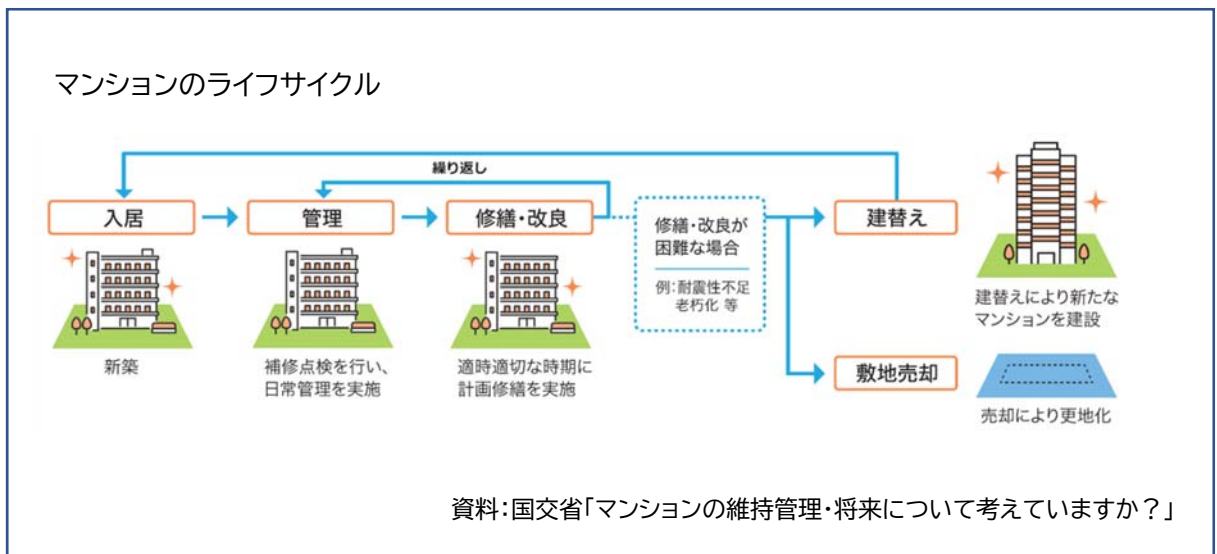 マンションのライフサイクル
繰り返し
入居
管理
修繕・改良
修繕・改良が
困難な場合
例：耐震性不足
老朽化 等
建替え
新築
補修点検を行い、
日常管理を実施
適時適切な時期に
計画修繕を実施
建替えにより新たな
マンションを建設
敷地売却
売却により更地化
資料：国交省「マンションの維持管理・将来について考えていますか？」